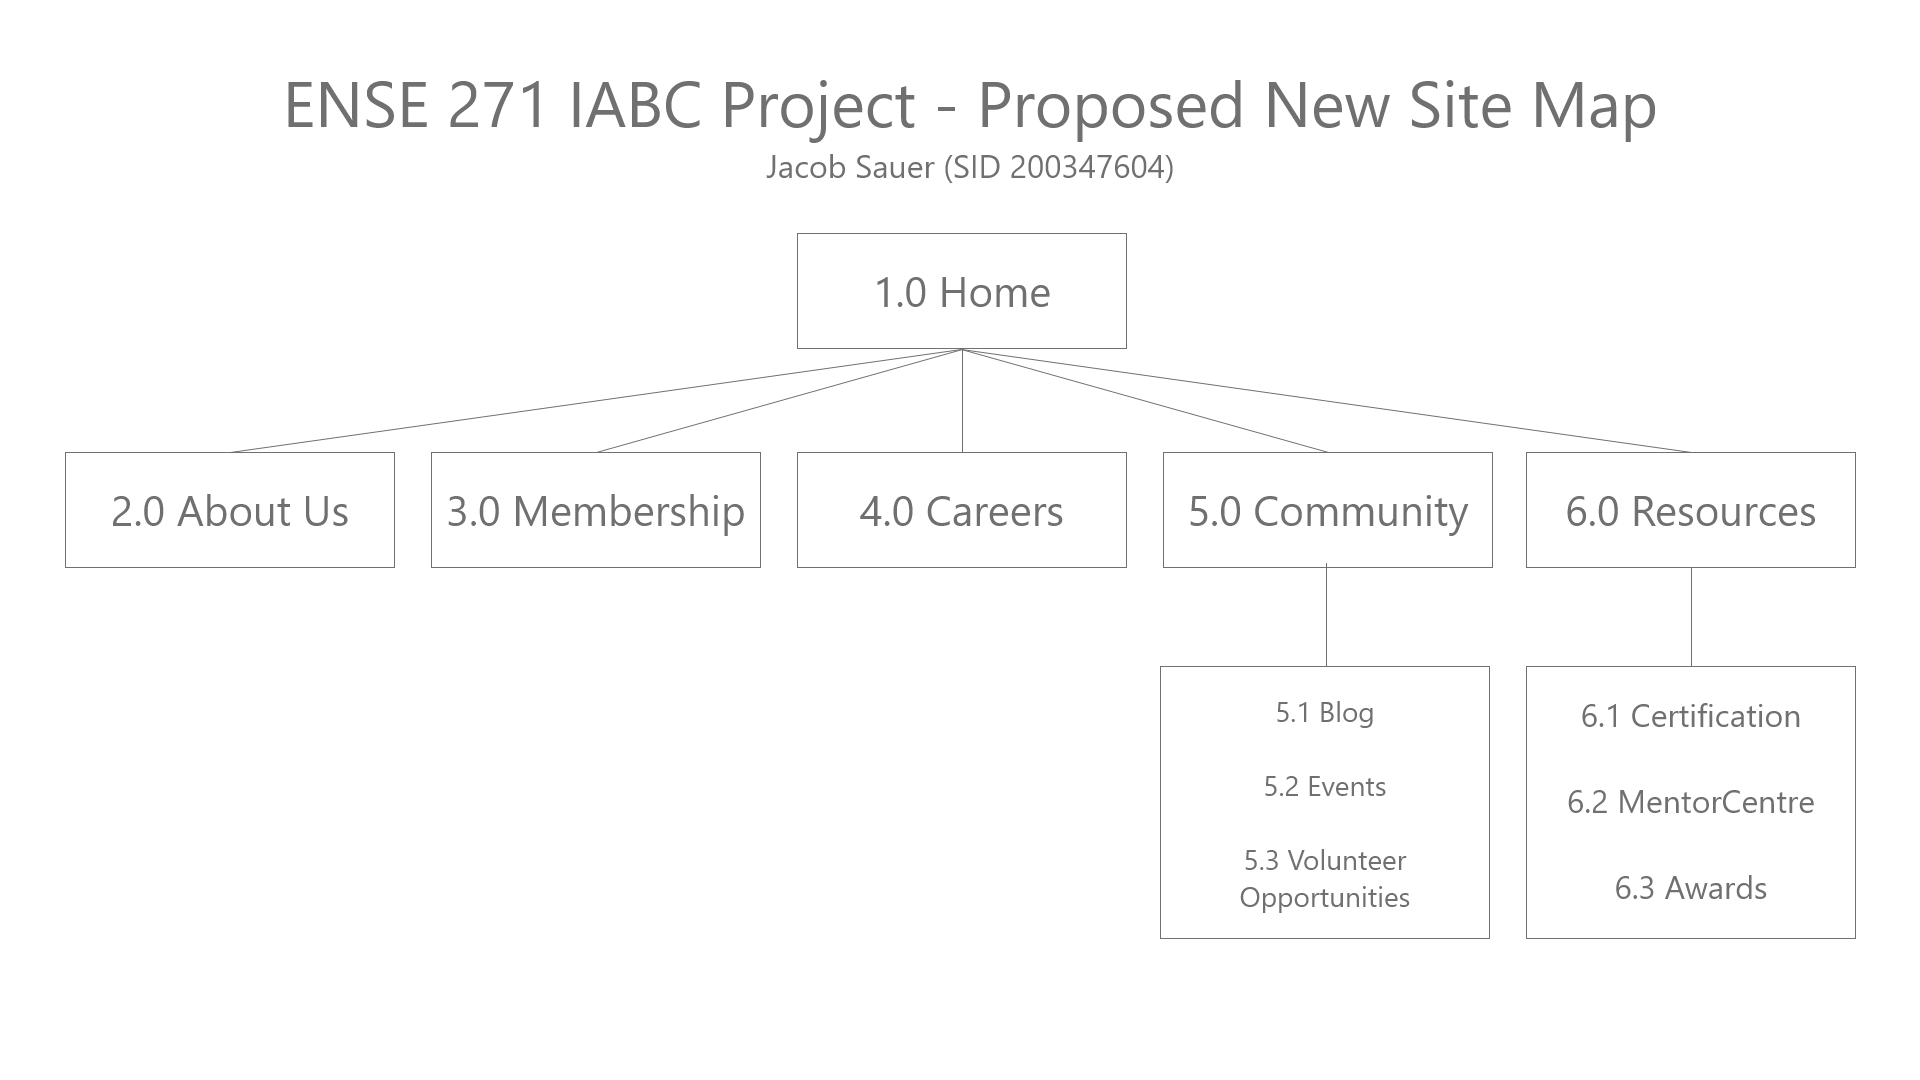 ENSE 271 IABC Project - Proposed New Site Map
Jacob Sauer (SID 200347604)
1.0 Home
2.0 About Us
3.0 Membership
4.0 Careers
5.0 Community
6.0 Resources
5.1 Blog
5.2 Events
5.3 Volunteer
Opportunities
6.1 Certification
6.2 MentorCentre
6.3 Awards